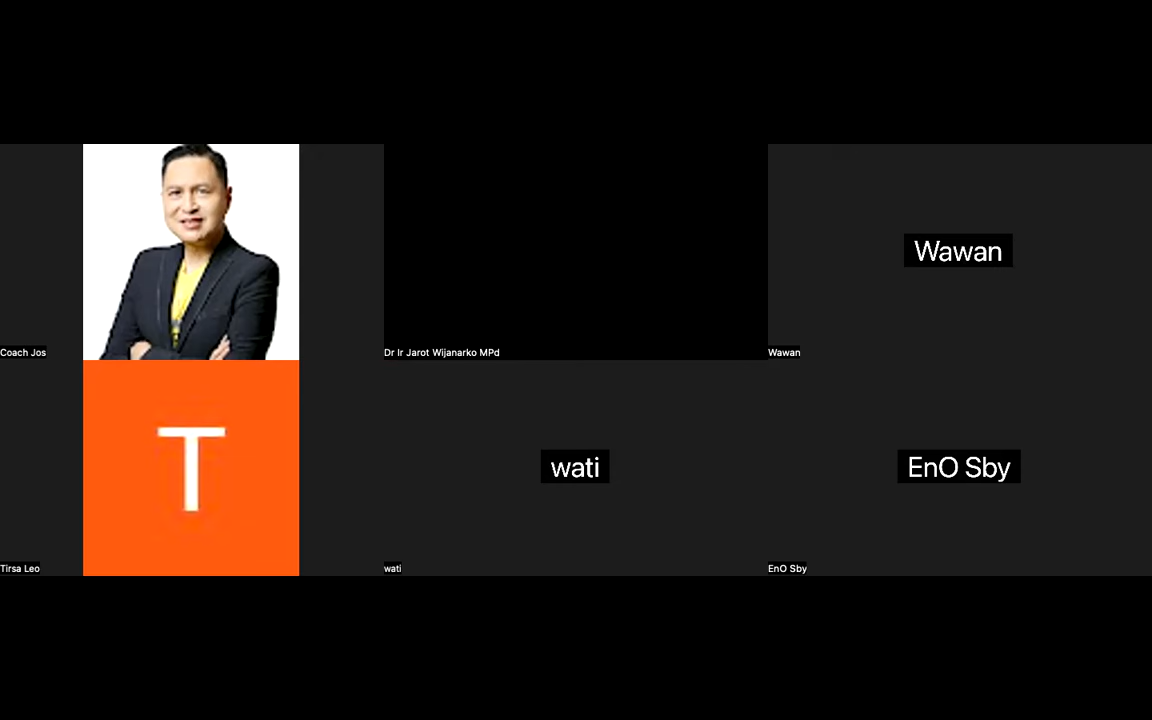 Wawan
Coach Jos
Dr Ir Jarot Wijanarko MPd
Wawan
T
wati
EnO Sby
Tirsa Leo
wati
EnO Sby